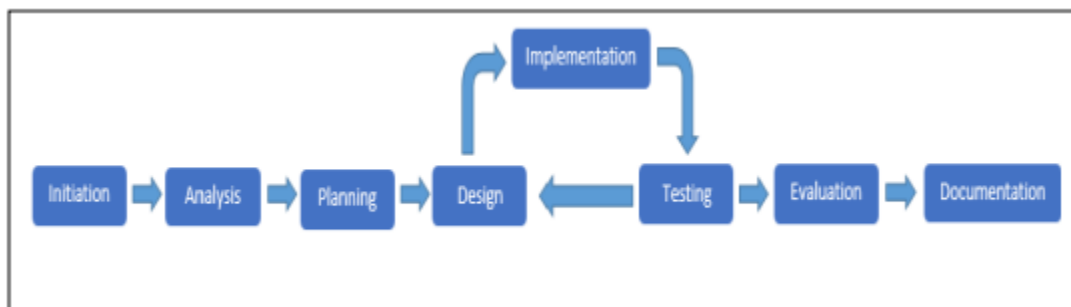 Implementation
Initiation
Analysis
Planning
Design
Testing
Evaluation
Documentation